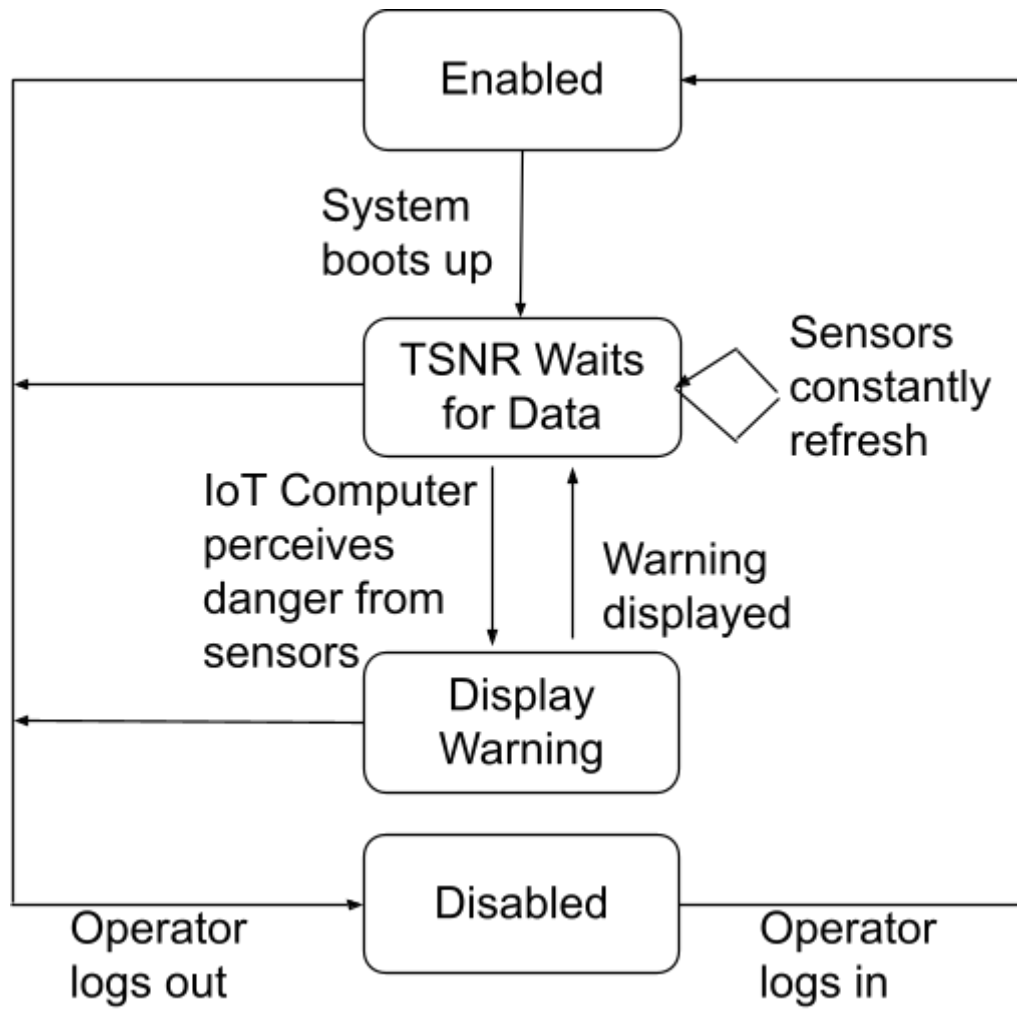 Enabled
System
boots up
TSNR Waits
for Data
Sensors
constantly
refresh
IoT Computer
perceives
danger from
sensors
Warning
displayed
Display
Warning
Disabled
Operator
logs out
Operator
logs in